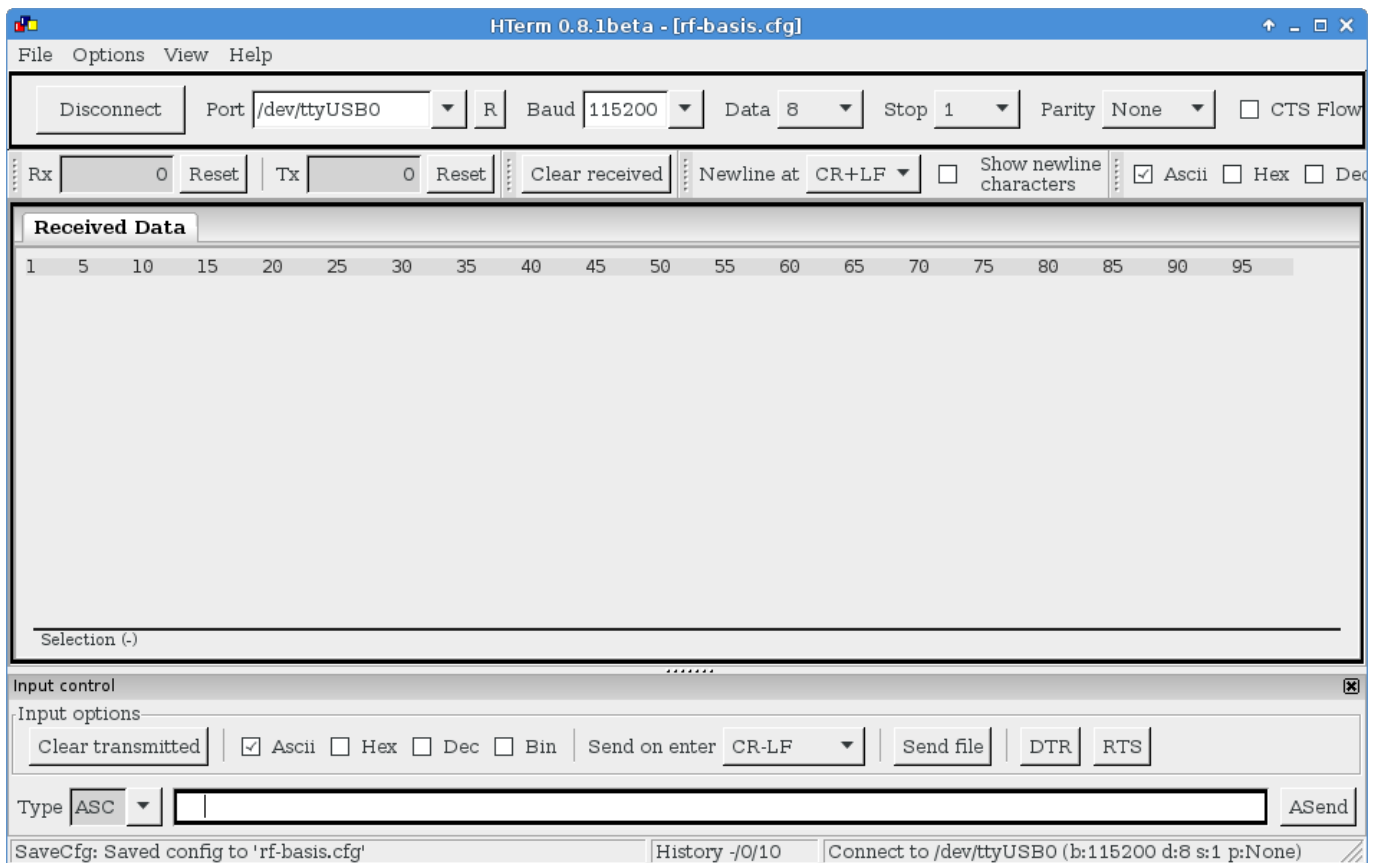 HTerm 0.8.1beta - [rf-basis.cfg]
File Options View Help
Disconnect Port /dev/ttyUSB0 R Baud 115200 Data 8 Stop 1 Parity None CTS Flow
Rx 0 Reset Tx 0 Reset Clear received Newline at CR+LF Show newline characters Ascii Hex Dec
Received Data
1 5 10 15 20 25 30 35 40 45 50 55 60 65 70 75 80 85 90 95
Selection (-)
Input control
Input options
Clear transmitted Ascii Hex Dec Bin Send on enter CR-LF Send file DTR RTS
Type ASC ASend
SaveCfg: Saved config to 'rf-basis.cfg' History -/0/10 Connect to /dev/ttyUSB0 (b:115200 d:8 s:1 p:None)